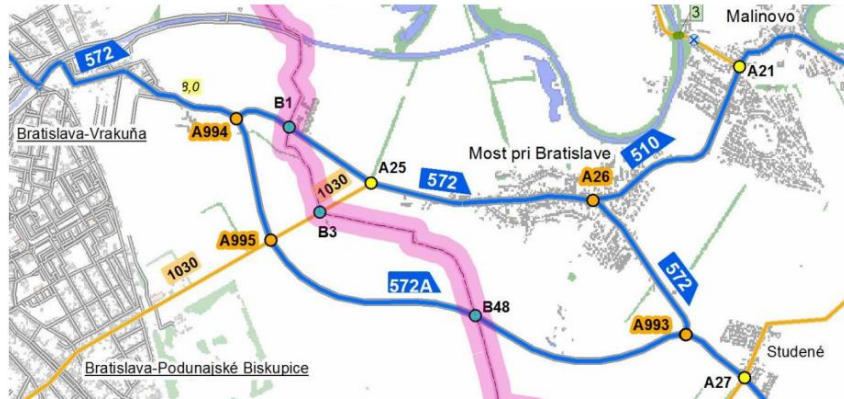 3
Malinovo
572
A21
8,0
B1
A994
Bratislava-Vrakuňa
Most pri Bratislave
510
A25
572
1030
A26
B3
A995
1030
572
572A
B48
A993
Studené
Bratislava-Podunajské Biskupice
A27